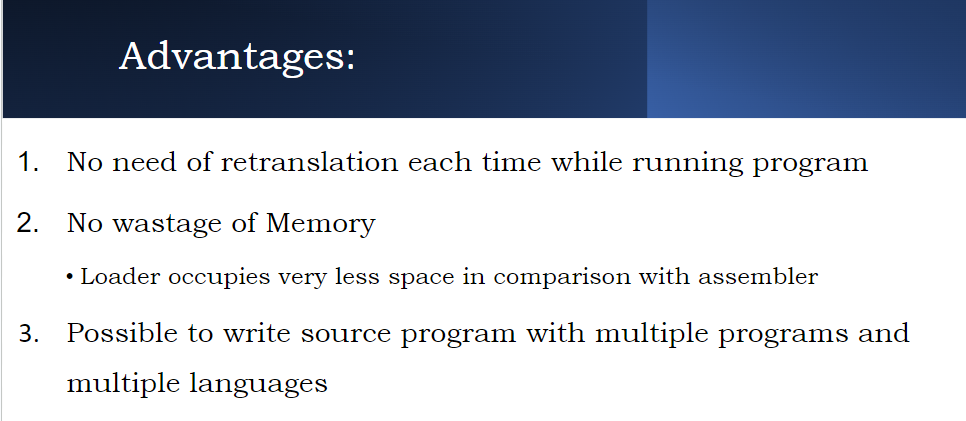 Advantages:
1. No need of retranslation each time while running program
2. No wastage of Memory
• Loader occupies very less space in comparison with assembler
3. Possible to write source program with multiple programs and
multiple languages